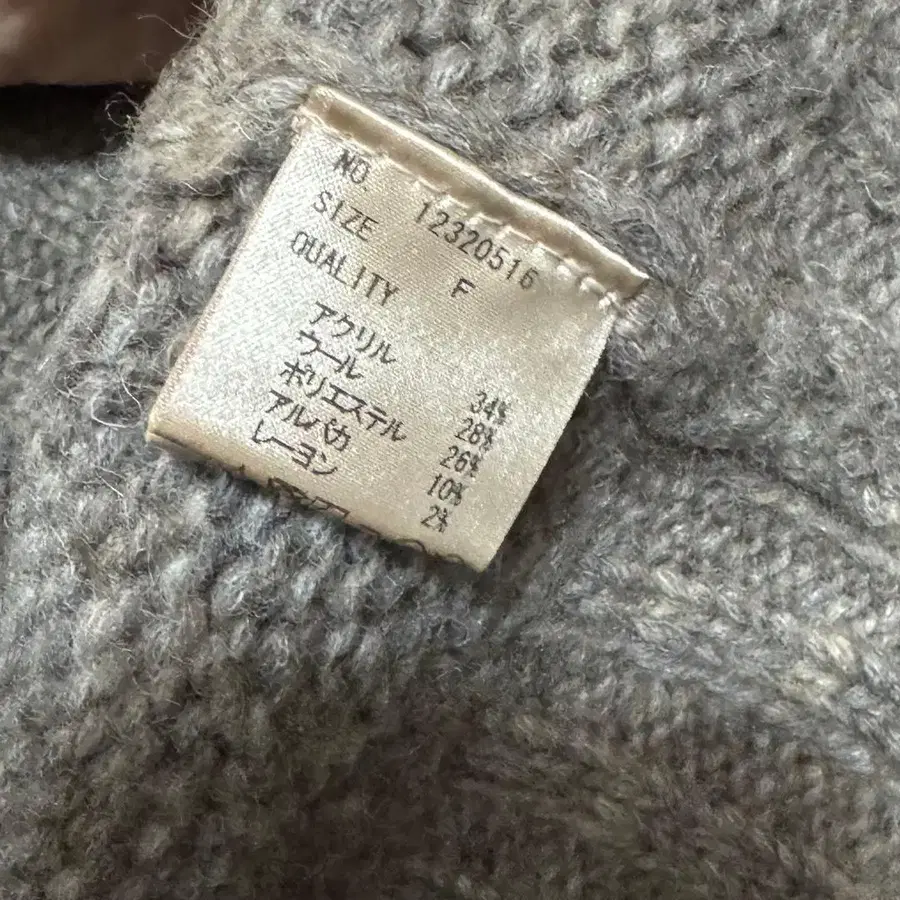 NO. 12320516
SIZE F
QUALITY
アクリル 34%
ウール 28%
ポリエステル 26%
アルパカ 10%
レーヨン 2%